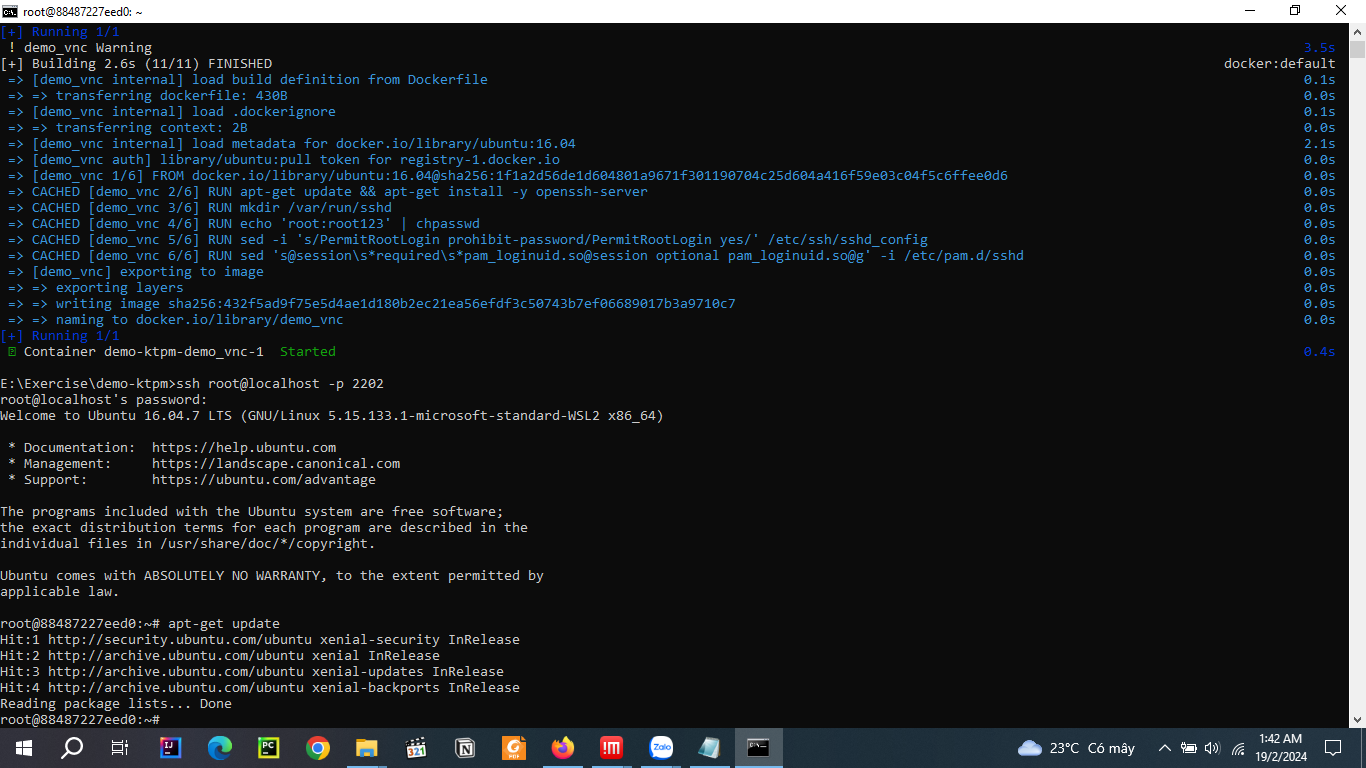 root@88487227eed0: ~
[+] Running 1/1
! demo_vnc Warning 3.5s
[+] Building 2.6s (11/11) FINISHED docker:default
=> [demo_vnc internal] load build definition from Dockerfile 0.1s
=> => transferring dockerfile: 430B 0.0s
=> [demo_vnc internal] load .dockerignore 0.1s
=> => transferring context: 2B 0.0s
=> [demo_vnc internal] load metadata for docker.io/library/ubuntu:16.04 2.1s
=> [demo_vnc auth] library/ubuntu:pull token for registry-1.docker.io 0.0s
=> [demo_vnc 1/6] FROM docker.io/library/ubuntu:16.04@sha256:1f1a2d56de1d604801a9671f301190704c25d604a416f59e03c04f5c6ffee0d6 0.0s
=> CACHED [demo_vnc 2/6] RUN apt-get update && apt-get install -y openssh-server 0.0s
=> CACHED [demo_vnc 3/6] RUN mkdir /var/run/sshd 0.0s
=> CACHED [demo_vnc 4/6] RUN echo 'root:root123' | chpasswd 0.0s
=> CACHED [demo_vnc 5/6] RUN sed -i 's/PermitRootLogin prohibit-password/PermitRootLogin yes/' /etc/ssh/sshd_config 0.0s
=> CACHED [demo_vnc 6/6] RUN sed 's@session\s*required\s*pam_loginuid.so@session optional pam_loginuid.so@g' -i /etc/pam.d/sshd 0.0s
=> [demo_vnc] exporting to image 0.0s
=> => exporting layers 0.0s
=> => writing image sha256:432f5ad9f75e5d4ae1d180b2ec21ea56efdf3c50743b7ef06689017b3a9710c7 0.0s
=> => naming to docker.io/library/demo_vnc 0.0s
[+] Running 1/1
Container demo-ktpm-demo_vnc-1 Started 0.4s
E:\Exercise\demo-ktpm>ssh root@localhost -p 2202
root@localhost's password:
Welcome to Ubuntu 16.04.7 LTS (GNU/Linux 5.15.133.1-microsoft-standard-WSL2 x86_64)
* Documentation: https://help.ubuntu.com
* Management: https://landscape.canonical.com
* Support: https://ubuntu.com/advantage
The programs included with the Ubuntu system are free software;
the exact distribution terms for each program are described in the
individual files in /usr/share/doc/*/copyright.
Ubuntu comes with ABSOLUTELY NO WARRANTY, to the extent permitted by
applicable law.
root@88487227eed0:~# apt-get update
Hit:1 http://security.ubuntu.com/ubuntu xenial-security InRelease
Hit:2 http://archive.ubuntu.com/ubuntu xenial InRelease
Hit:3 http://archive.ubuntu.com/ubuntu xenial-updates InRelease
Hit:4 http://archive.ubuntu.com/ubuntu xenial-backports InRelease
Reading package lists... Done
root@88487227eed0:~#
23°C Có mây
1:42 AM
19/2/2024